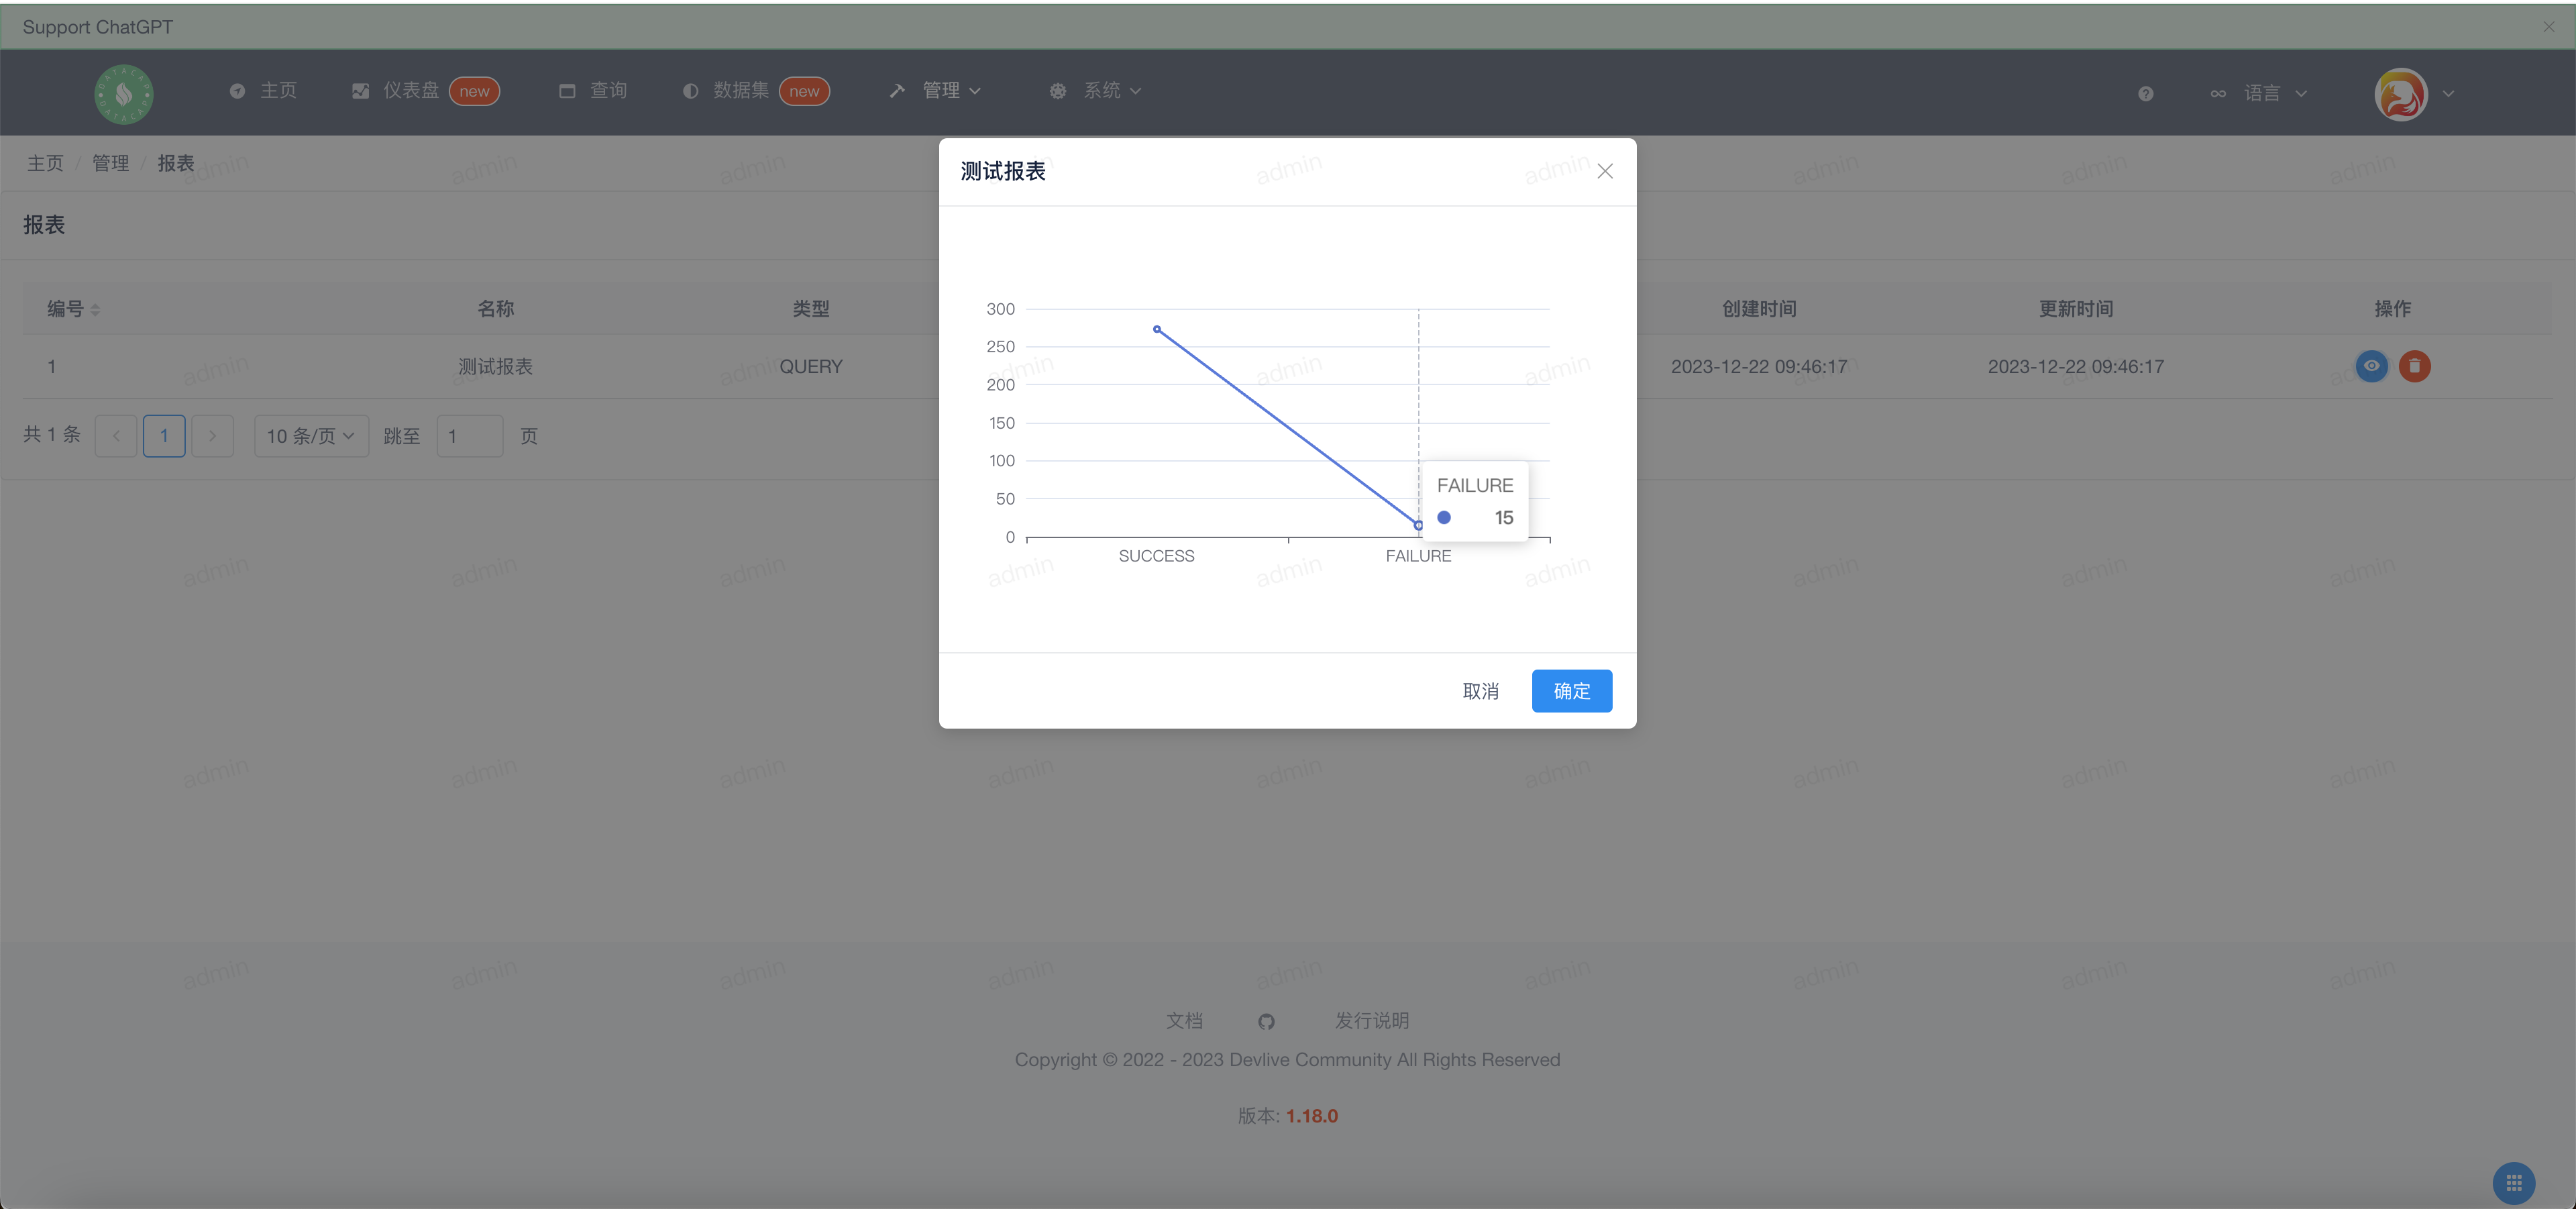 Support ChatGPT
DATACAP DATACAP
主页 仪表盘 new 查询 数据集 new 管理 系统 语言
主页 / 管理 / 报表
报表
编号 名称 类型 创建时间 更新时间 操作
1 测试报表 QUERY 2023-12-22 09:46:17 2023-12-22 09:46:17
共 1 条 1 10 条/页 跳至 1 页
测试报表
300
250
200
150
100
50
0
SUCCESS FAILURE
FAILURE
15
取消 确定
admin
文档 发行说明
Copyright © 2022 - 2023 Devlive Community All Rights Reserved
版本: 1.18.0